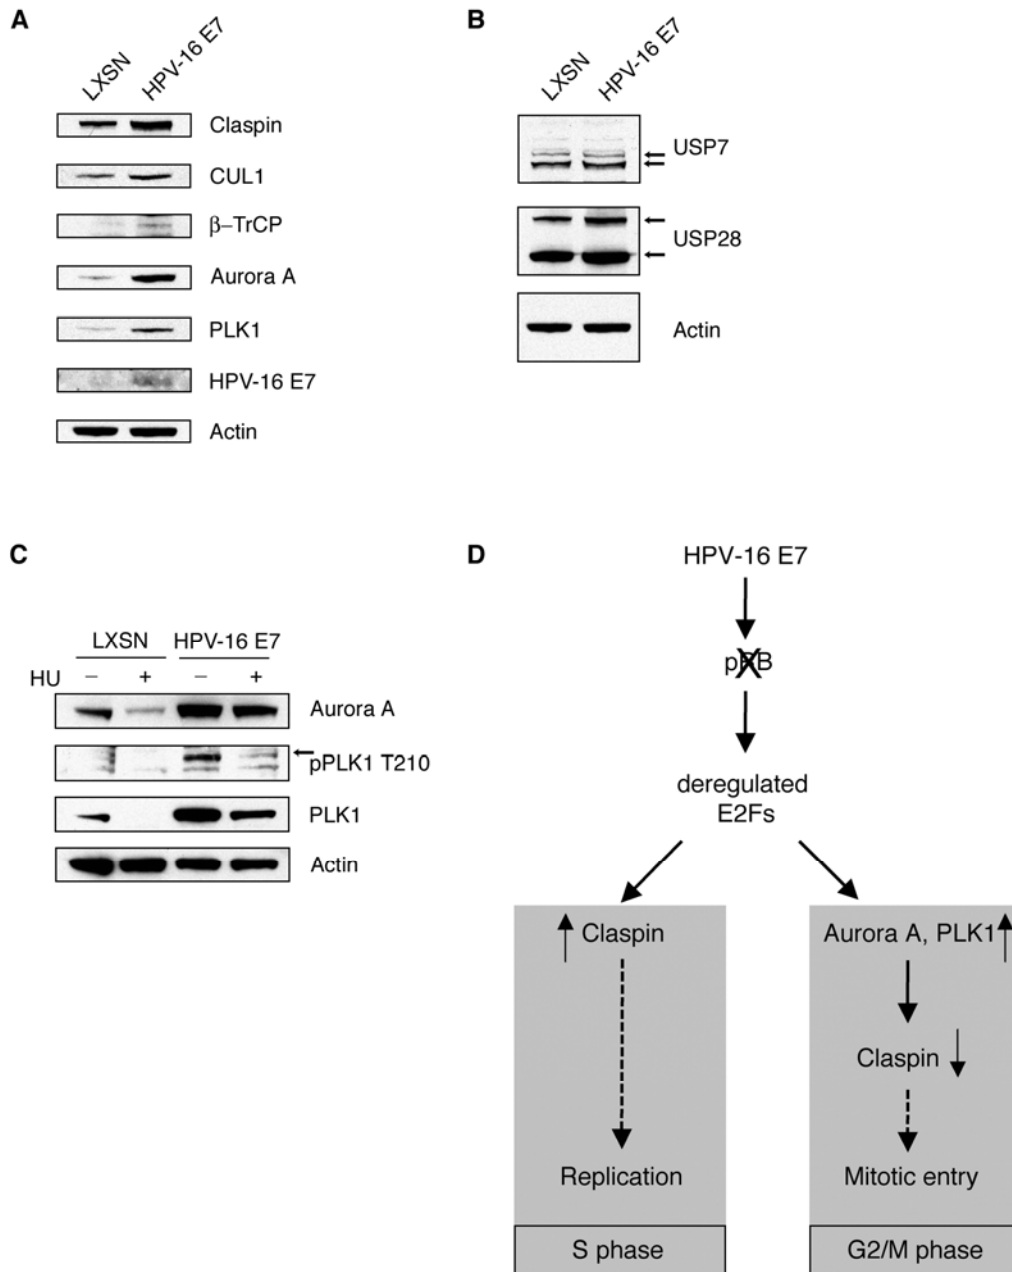 A
LXSN
HPV-16 E7
Claspin
CUL1
β–TrCP
Aurora A
PLK1
HPV-16 E7
Actin
B
LXSN
HPV-16 E7
USP7
USP28
Actin
C
LXSN HPV-16 E7
HU – + – +
Aurora A
pPLK1 T210
PLK1
Actin
D
HPV-16 E7
pRB
deregulated
E2Fs
Claspin
Replication
S phase
Aurora A, PLK1
Claspin
Mitotic entry
G2/M phase